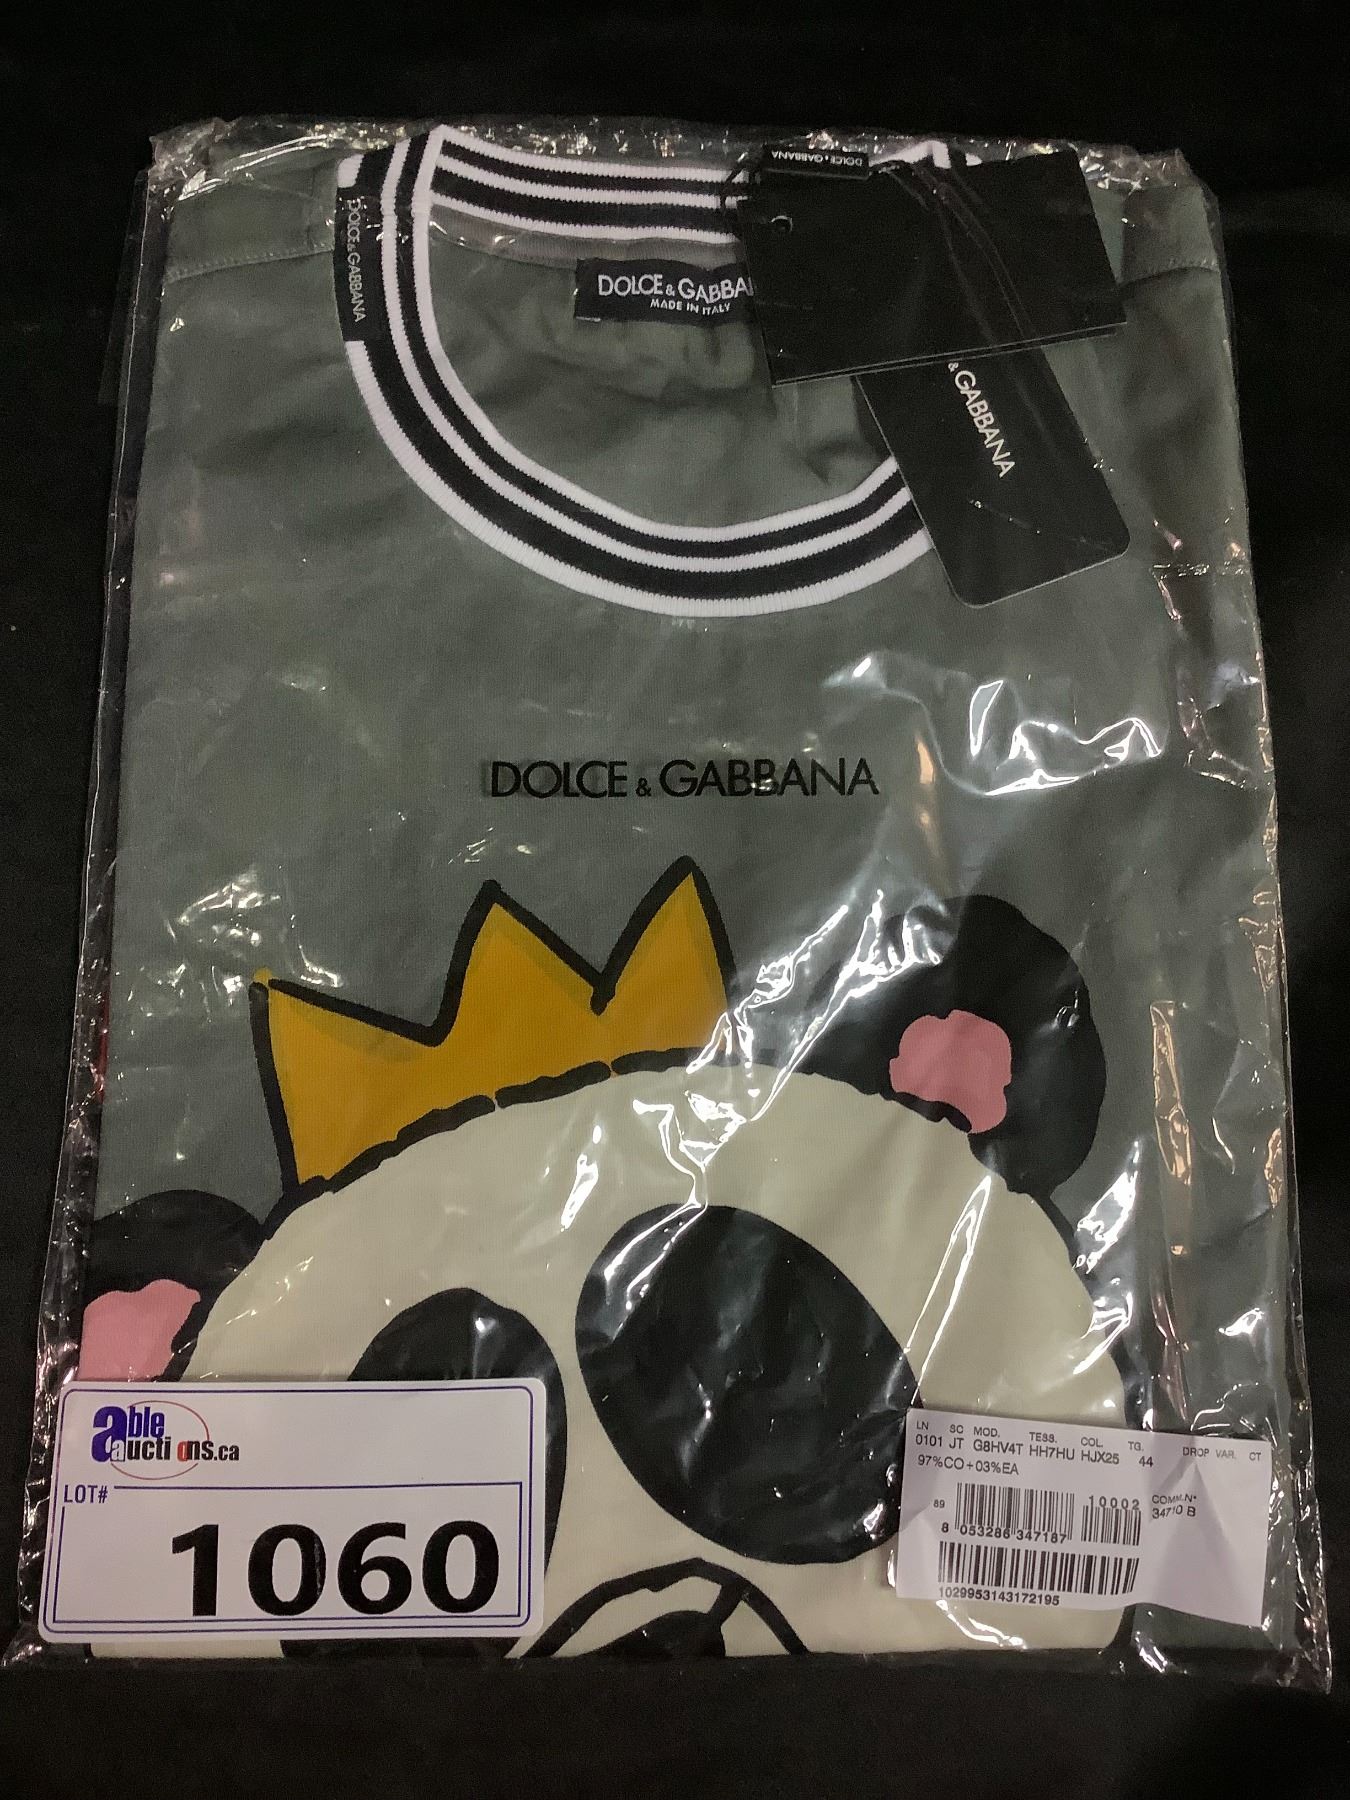 DOLCE & GABBANA
DOLCE & GABBANA
DOLCE & GABBA
MADE IN ITALY
& GABBANA
DOLCE & GABBANA
able
auctions.ca
LOT#
1060
LN SC MOD. TESS. COL. TG. DROP VAR. CT
0101 JT G8HV4T HH7HU HJX25 44
97%CO+03%EA
89 10002 COMM.N°
8 053286 347187 34710 B
1029953143172195